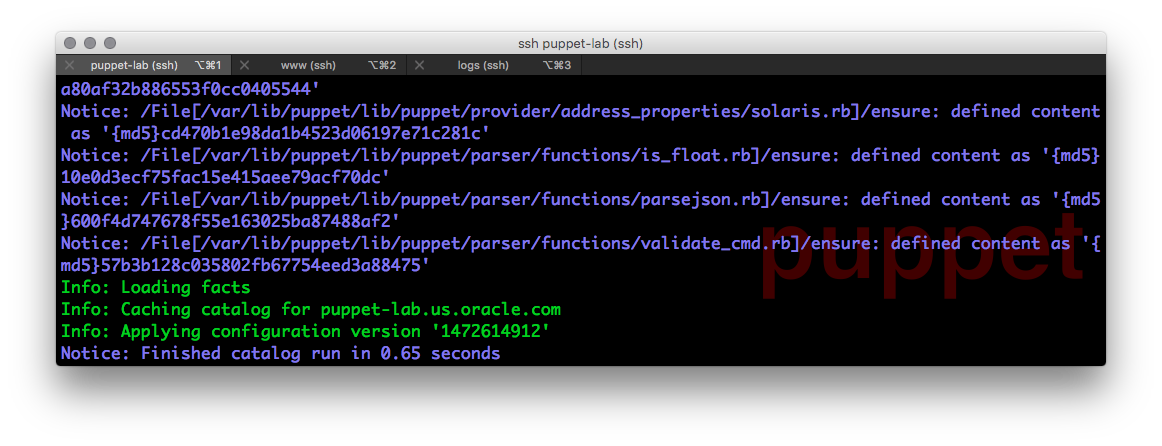 ssh puppet-lab (ssh)
puppet-lab (ssh) ⌥⌘1 www (ssh) ⌥⌘2 logs (ssh) ⌥⌘3
a80af32b886553f0cc0405544'
Notice: /File[/var/lib/puppet/lib/puppet/provider/address_properties/solaris.rb]/ensure: defined content
as '{md5}cd470b1e98da1b4523d06197e71c281c'
Notice: /File[/var/lib/puppet/lib/puppet/parser/functions/is_float.rb]/ensure: defined content as '{md5}
10e0d3ecf75fac15e415aee79acf70dc'
Notice: /File[/var/lib/puppet/lib/puppet/parser/functions/parsejson.rb]/ensure: defined content as '{md5
}600f4d747678f55e163025ba87488af2'
Notice: /File[/var/lib/puppet/lib/puppet/parser/functions/validate_cmd.rb]/ensure: defined content as '{
md5}57b3b128c035802fb67754eed3a88475'
puppet
Info: Loading facts
Info: Caching catalog for puppet-lab.us.oracle.com
Info: Applying configuration version '1472614912'
Notice: Finished catalog run in 0.65 seconds